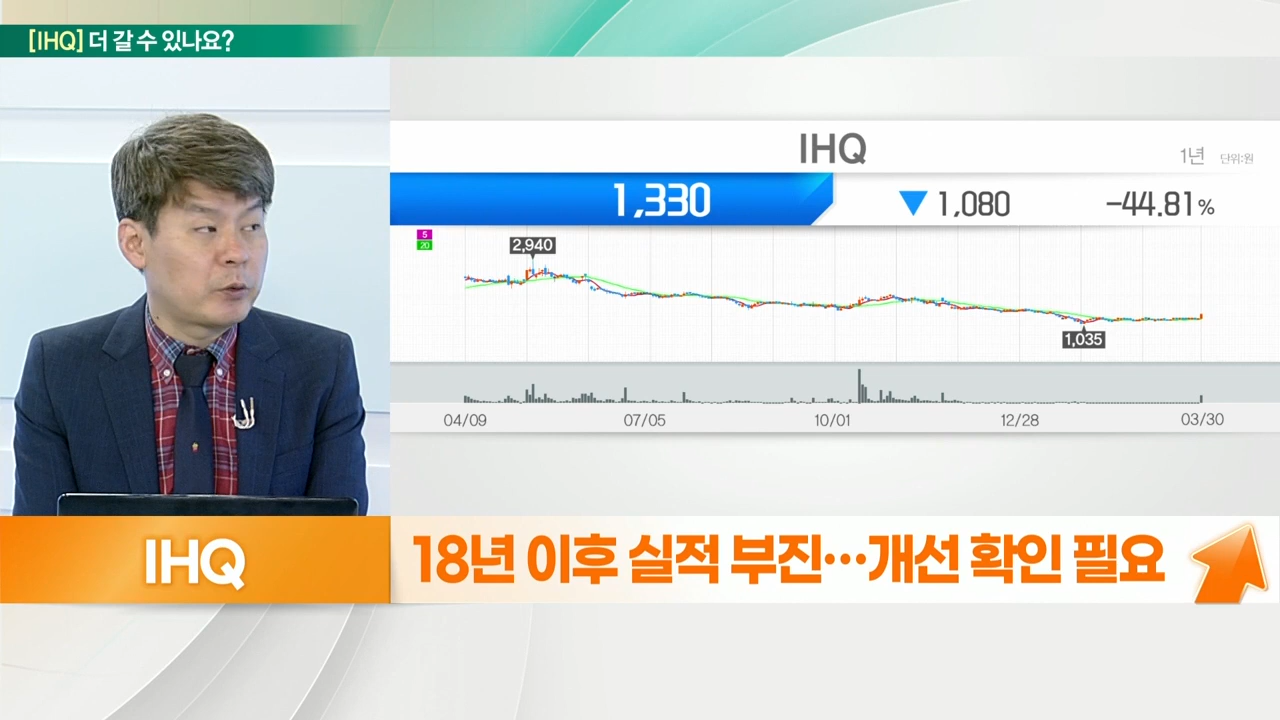 [IHQ] 더 갈 수 있나요?
IHQ
1년 단위:원
1,330 ▼ 1,080 -44.81%
5
20
2,940
1,035
04/09 07/05 10/01 12/28 03/30
IHQ
18년 이후 실적 부진…개선 확인 필요